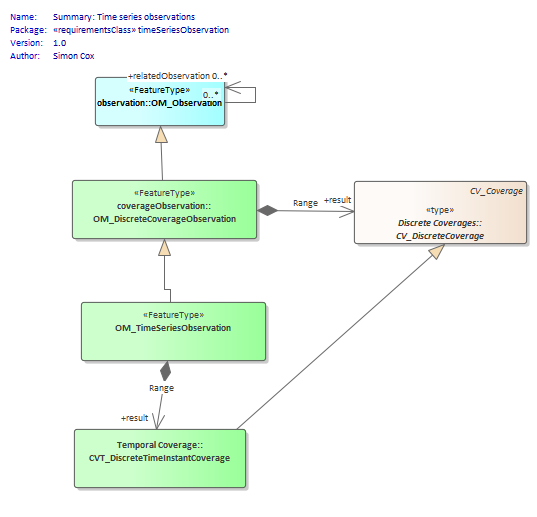 Name: Summary: Time series observations
Package: «requirementsClass» timeSeriesObservation
Version: 1.0
Author: Simon Cox
+relatedObservation 0..*
«FeatureType»
0..*
observation::OM_Observation
«FeatureType»
coverageObservation::
OM_DiscreteCoverageObservation
Range +result
CV_Coverage
«type»
Discrete Coverages::
CV_DiscreteCoverage
«FeatureType»
OM_TimeSeriesObservation
Range
+result
Temporal Coverage::
CVT_DiscreteTimeInstantCoverage